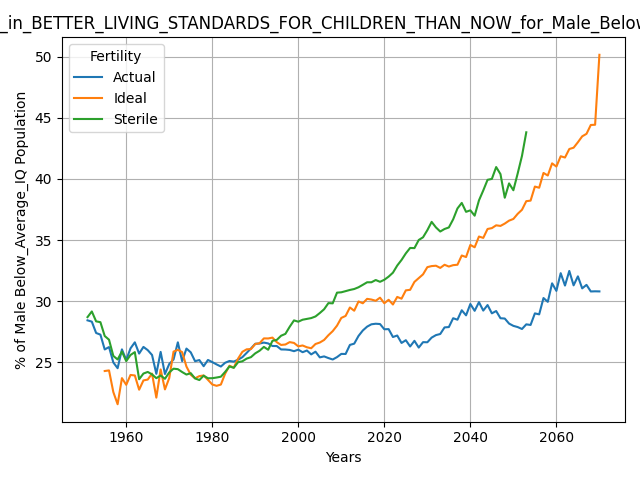 _in_BETTER_LIVING_STANDARDS_FOR_CHILDREN_THAN_NOW_for_Male_Below
Fertility
Actual
Ideal
Sterile
% of Male Below_Average_IQ Population
50
45
40
35
30
25
1960
1980
2000
2020
2040
2060
Years